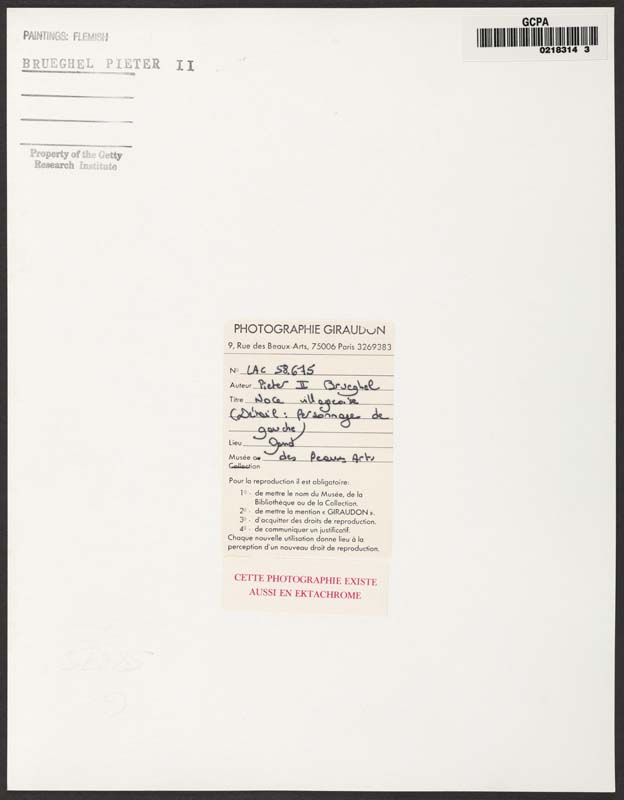 PAINTINGS: FLEMISH
BRUEGHEL PIETER II
Property of the Getty
Research Institute
GCPA
0218314 3
PHOTOGRAPHIE GIRAUDON
9, Rue des Beaux-Arts, 75006 Paris 3269383
N° LAC 58.675
Auteur Pieter II Brueghel
Titre Noce villageoise
(Détail: Personnages de
gauche)
Lieu Gand
Musée ou des Beaux Arts
Collection
Pour la reproduction il est obligatoire:
1° - de mettre le nom du Musée, de la
Bibliothèque ou de la Collection.
2° - de mettre la mention « GIRAUDON ».
3° - d'acquitter des droits de reproduction.
4° - de communiquer un justificatif.
Chaque nouvelle utilisation donne lieu à la
perception d'un nouveau droit de reproduction.
CETTE PHOTOGRAPHIE EXISTE
AUSSI EN EKTACHROME